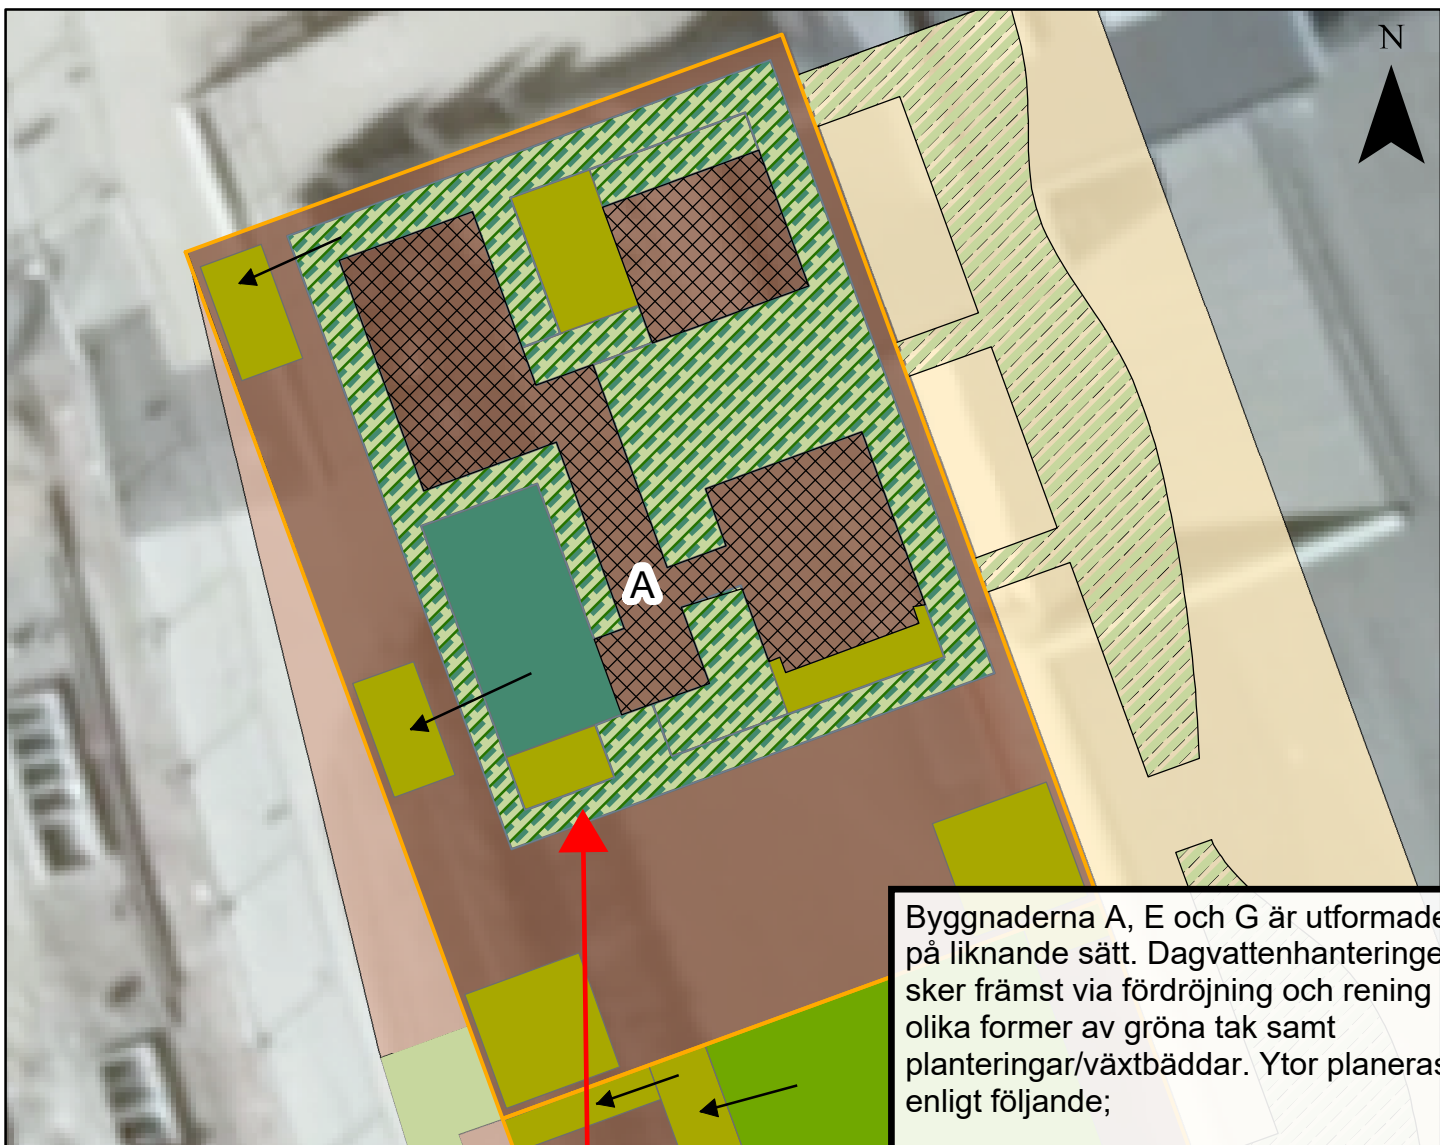 N
A
Byggnaderna A, E och G är utformade
på liknande sätt. Dagvattenhanteringe
sker främst via fördröjning och rening
olika former av gröna tak samt
planteringar/växtbäddar. Ytor planeras
enligt följande;